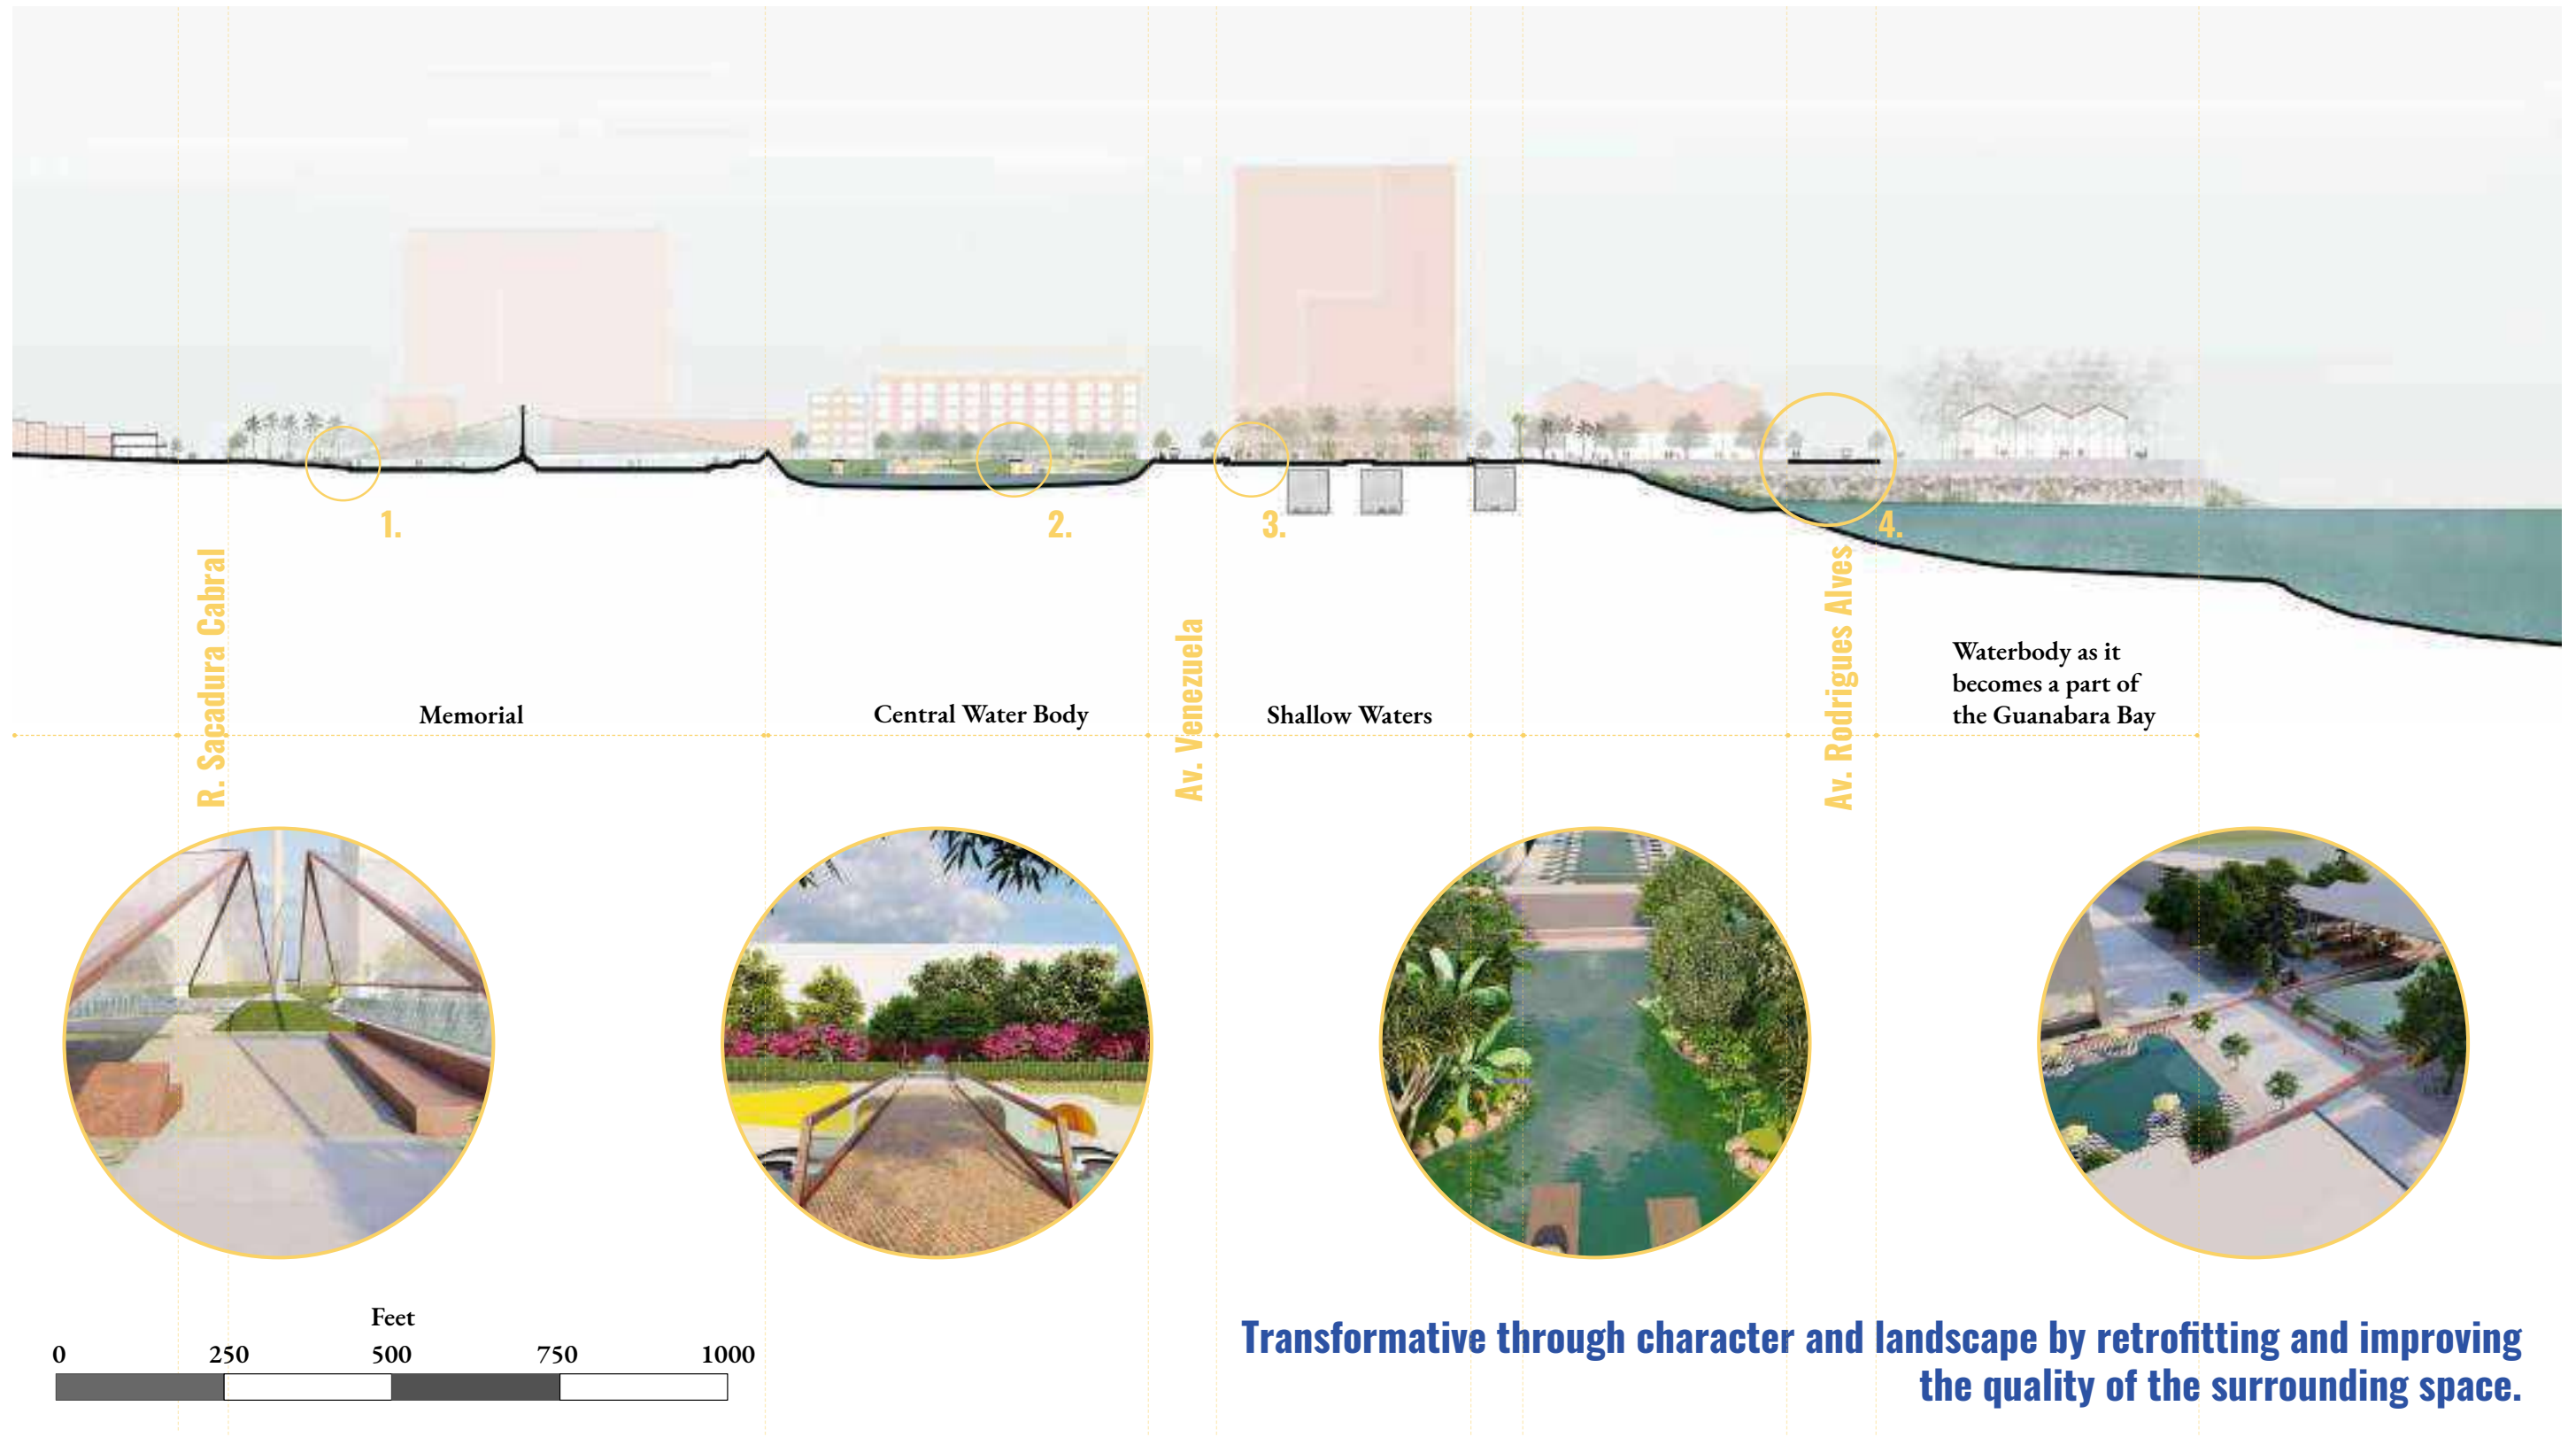 1.
2.
3.
4.
R. Sacadura Cabral
Av. Venezuela
Av. Rodrigues Alves
Memorial
Central Water Body
Shallow Waters
Waterbody as it
becomes a part of
the Guanabara Bay
Feet
0 250 500 750 1000
Transformative through character and landscape by retrofitting and improving
the quality of the surrounding space.